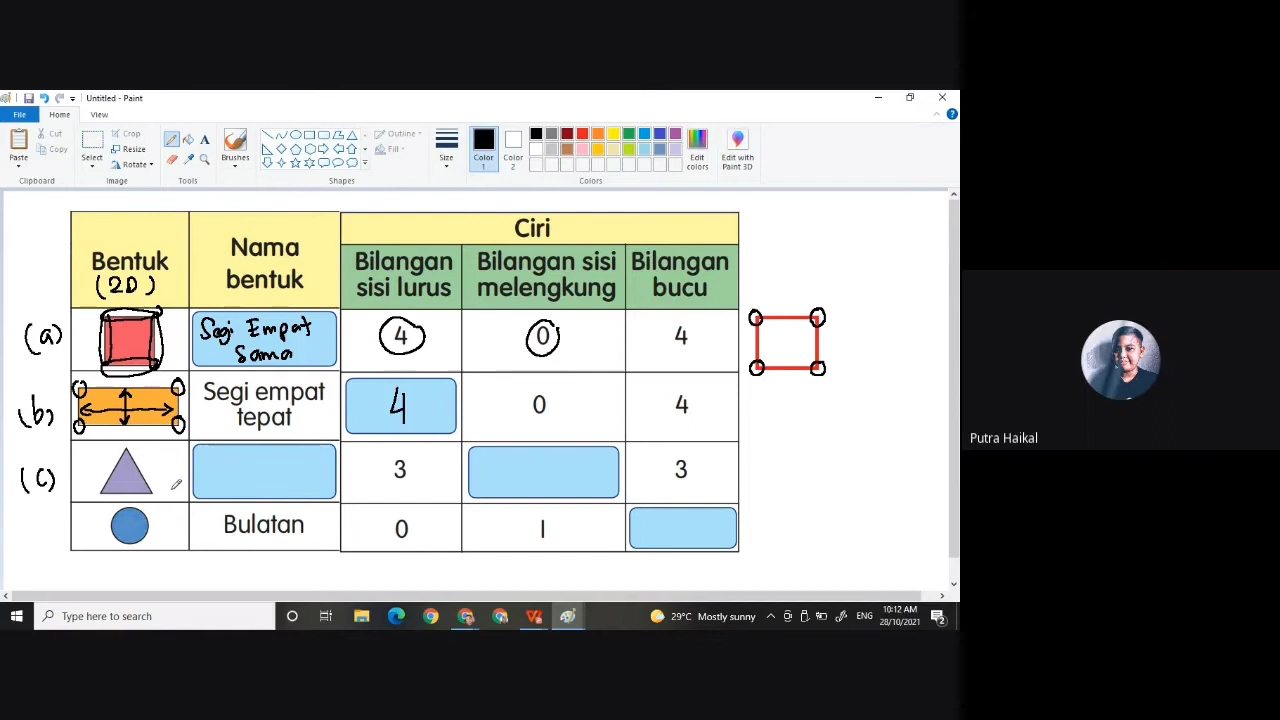 Untitled - Paint
File
Home
View
Paste
Cut
Copy
Clipboard
Select
Crop
Resize
Rotate
Image
Tools
Brushes
Shapes
Outline
Fill
Size
Color
1
Color
2
Colors
Edit
colors
Edit with
Paint 3D
Bentuk
(2D)
Nama
bentuk
Ciri
Bilangan
sisi lurus
Bilangan sisi
melengkung
Bilangan
bucu
(a)
Segi Empat
Sama
4
0
4
(b)
Segi empat
tepat
4
0
4
(c)
3
3
Bulatan
0
1
Putra Haikal
Type here to search
29°C Mostly sunny
ENG
10:12 AM
28/10/2021
2